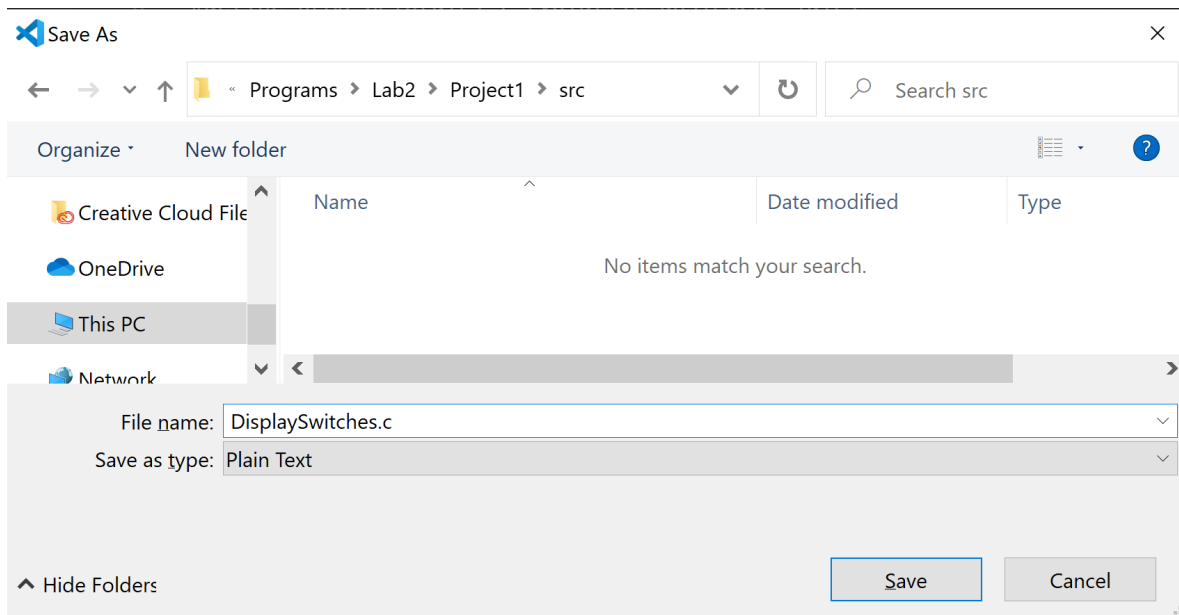 Save As
« Programs > Lab2 > Project1 > src
Search src
Organize New folder
?
Creative Cloud File
OneDrive
This PC
Network
Name Date modified Type
No items match your search.
File name: DisplaySwitches.c
Save as type: Plain Text
Hide Folders
Save Cancel